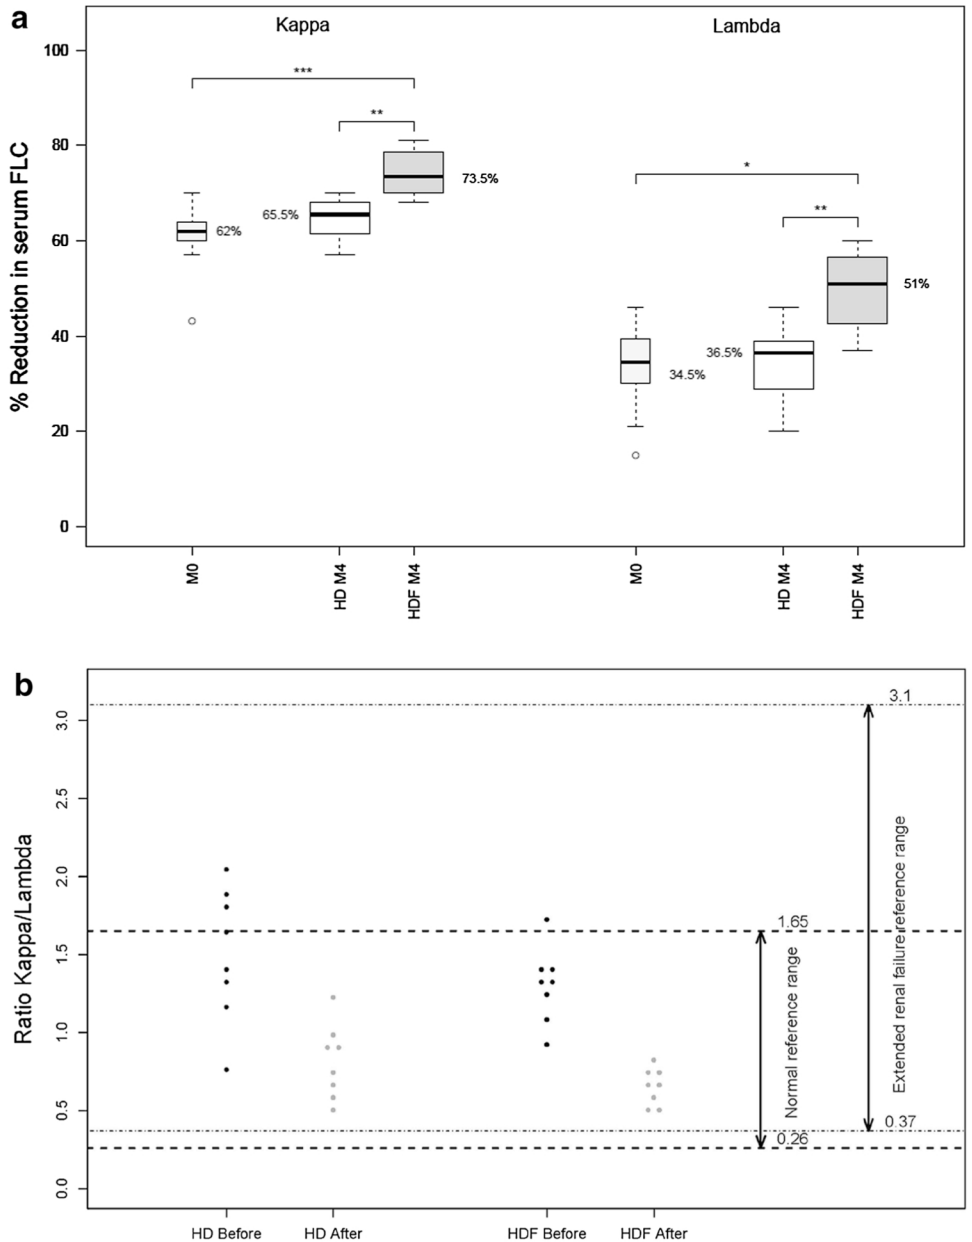 a
Kappa
Lambda
% Reduction in serum FLC
100
80
60
40
20
0
***
**
*
**
62%
65.5%
73.5%
34.5%
36.5%
51%
M0
HD M4
HDF M4
M0
HD M4
HDF M4
b
Ratio Kappa/Lambda
3.0
2.5
2.0
1.5
1.0
0.5
0.0
3.1
1.65
0.37
0.26
Normal reference range
Extended renal failure reference range
HD Before
HD After
HDF Before
HDF After